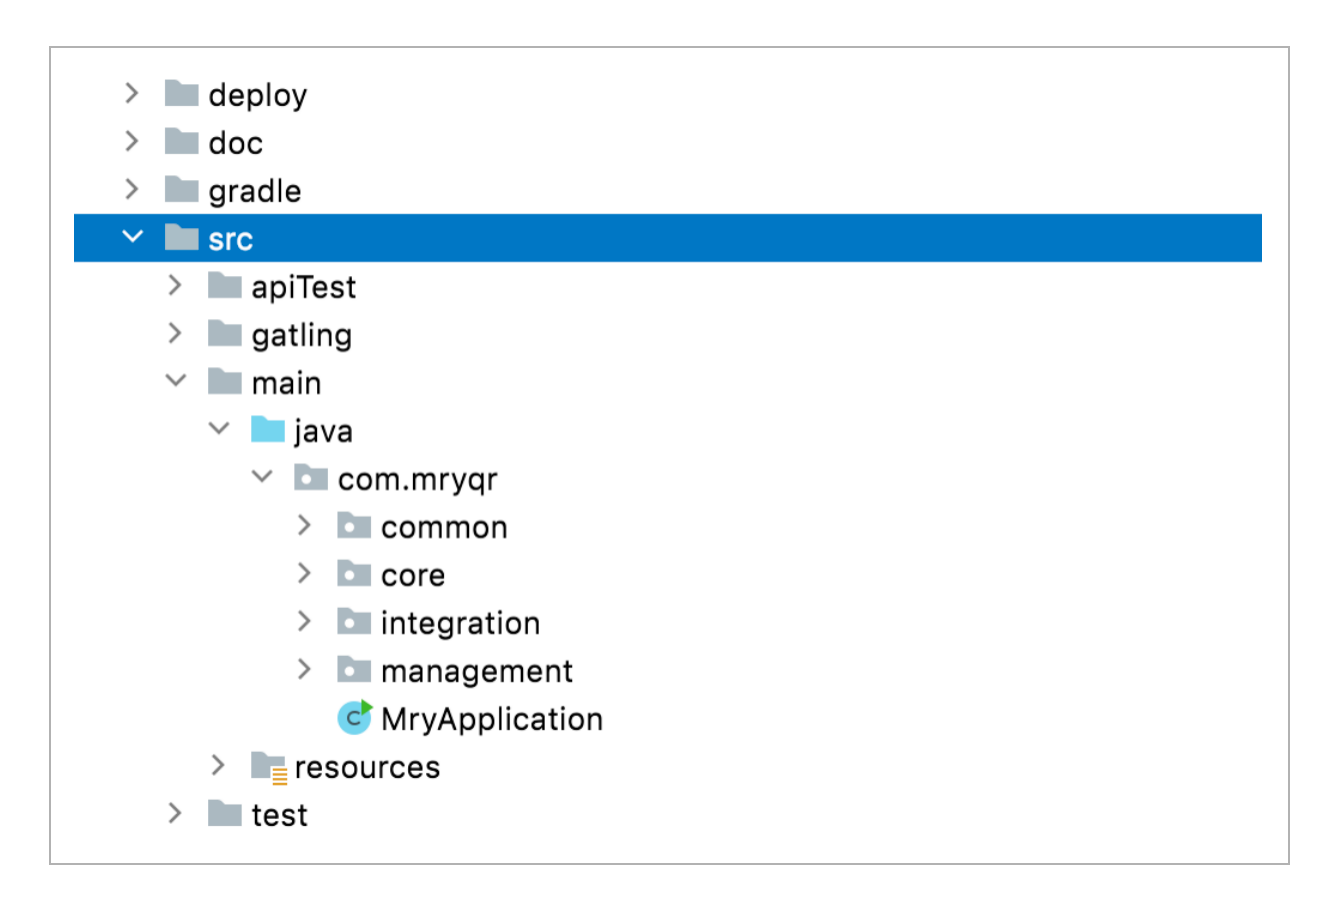 deploy
doc
gradle
src
apiTest
gatling
main
java
com.mryqr
common
core
integration
management
C MryApplication
resources
test